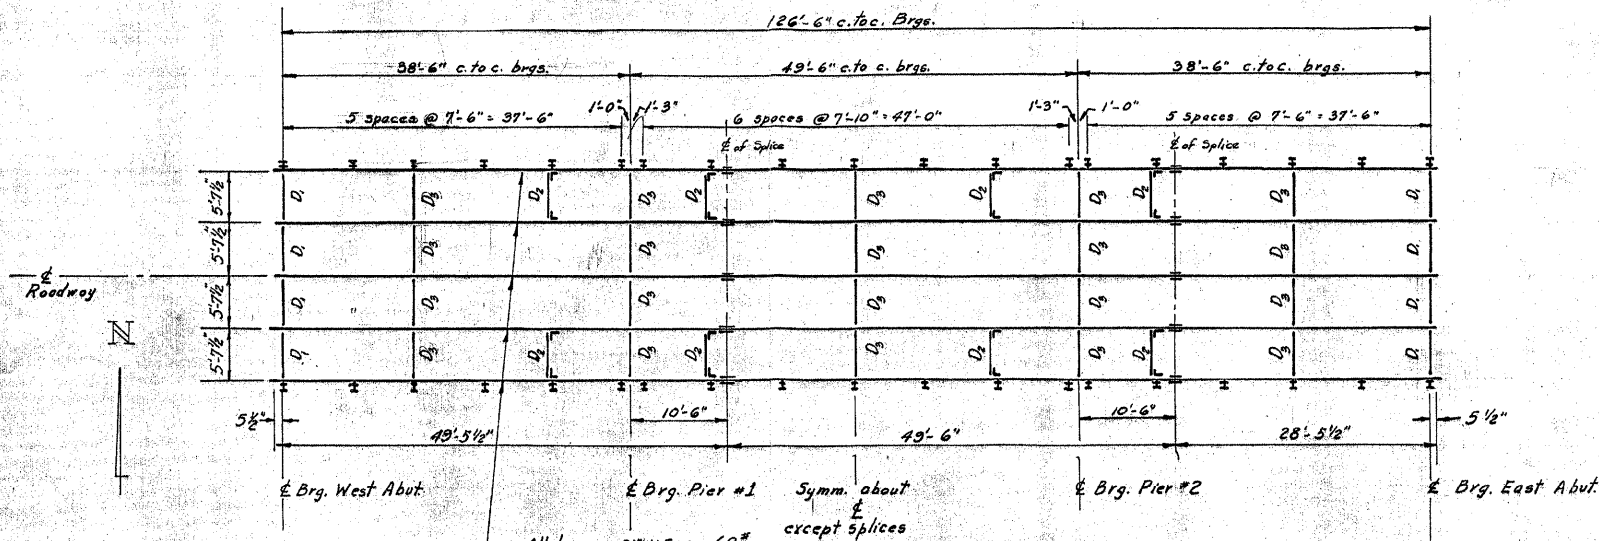 126'-6" c.toc. Brgs.
38'-6" c.to c. brgs.
49'-6" c.to c. brgs.
38'-6" c.toc. brgs.
5 spaces @ 7'-6" = 37'-6"
1'-0"
1'-3"
6 spaces @ 7'-10" = 47'-0"
1'-3"
1'-0"
5 spaces @ 7'-6" = 37'-6"
℄ of Splice
℄ of Splice
5'-7½"
D1
D3
D2
D3
D2
D3
D2
D3
D2
D3
D1
5'-7½"
D1
D3
D3
D3
D3
D3
D1
℄
Roadway
5'-7½"
D1
D3
D3
D3
D3
D3
D1
N
5'-7½"
D1
D3
D2
D3
D2
D3
D2
D3
D2
D3
D1
5½"
10'-6"
10'-6"
5½"
49'-5½"
49'-6"
28'-5½"
℄ Brg. West Abut.
℄ Brg. Pier #1
Symm. about
℄
except splices
℄ Brg. Pier #2
℄ Brg. East Abut.